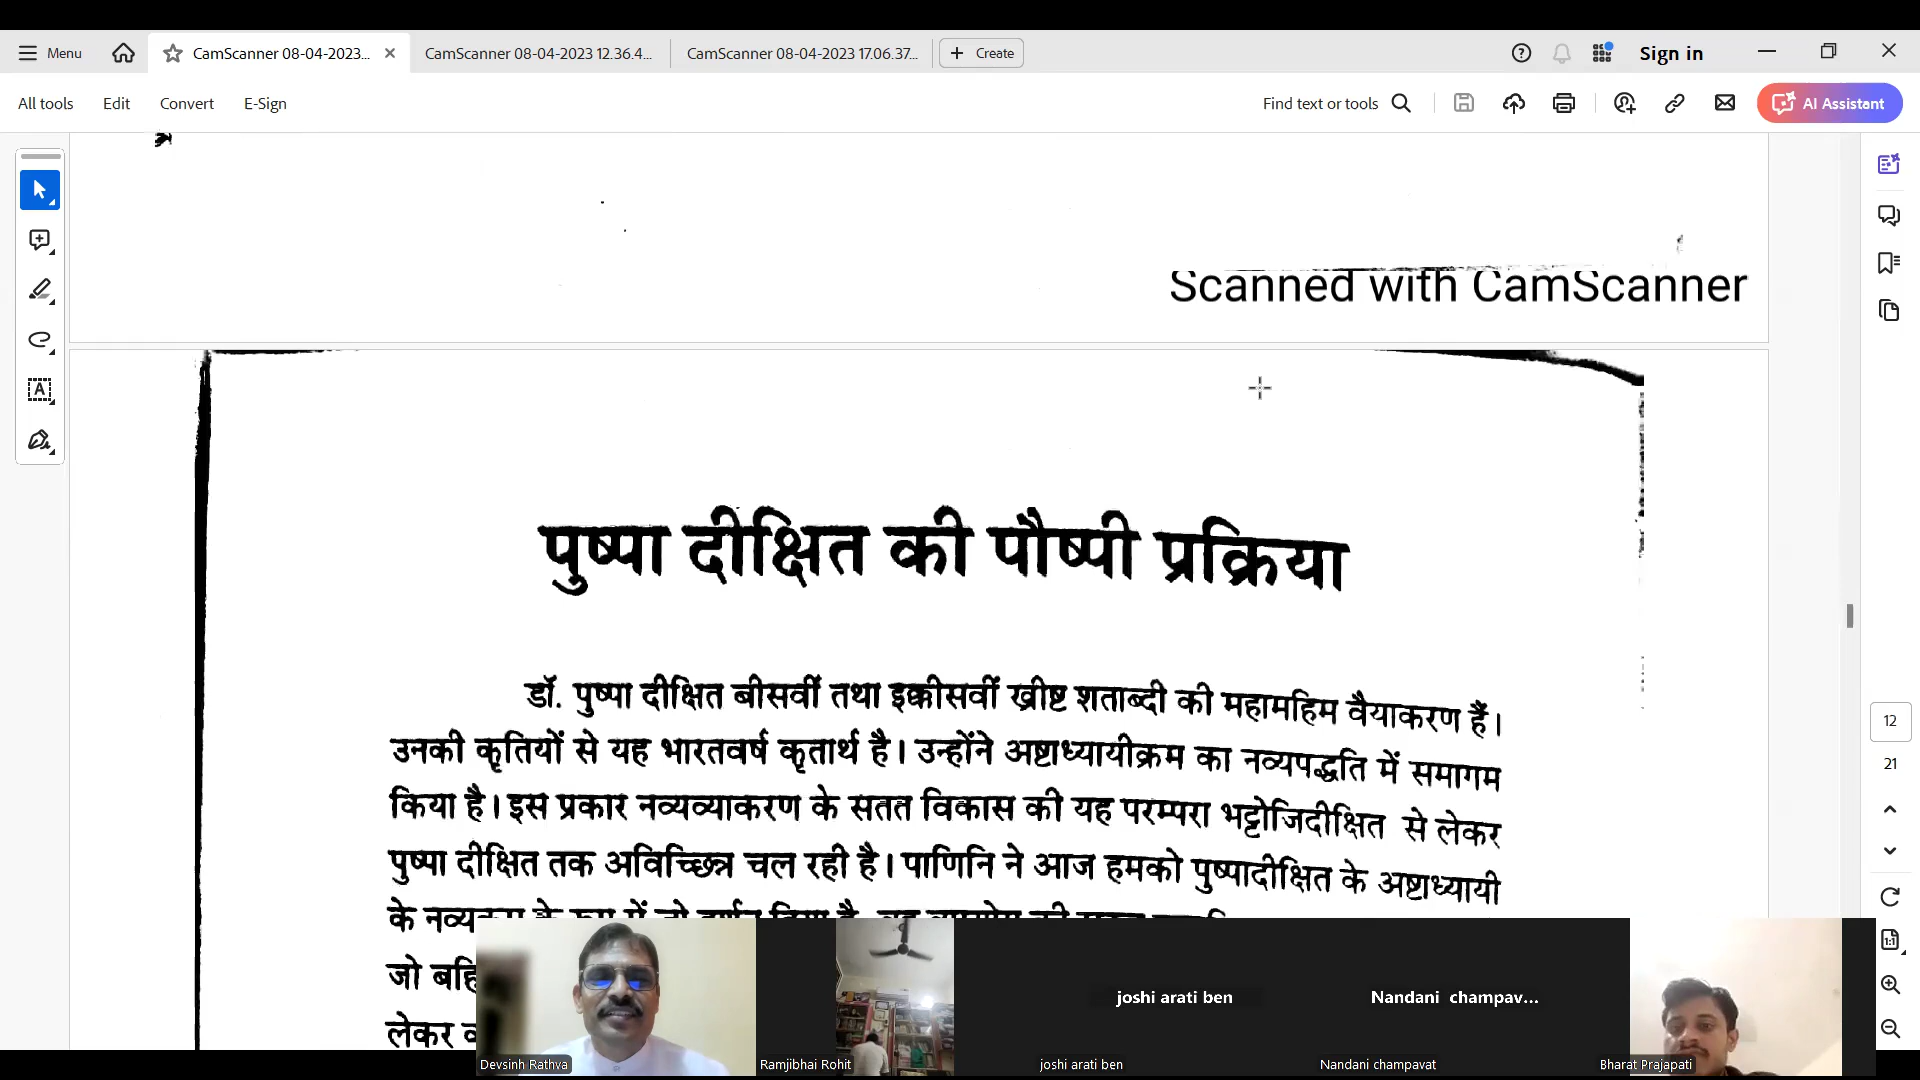 Menu
CamScanner 08-04-2023...
CamScanner 08-04-2023 12.36.4...
CamScanner 08-04-2023 17.06.37...
Create
Sign in
All tools
Edit
Convert
E-Sign
Find text or tools
AI Assistant
Scanned with CamScanner
पुष्पा दीक्षित की पौष्पी प्रक्रिया
डॉ. पुष्पा दीक्षित बीसवीं तथा इक्कीसवीं ख्रीष्ट शताब्दी की महामहिम वैयाकरण हैं।
उनकी कृतियों से यह भारतवर्ष कृतार्थ है। उन्होंने अष्टाध्यायीक्रम का नव्यपद्धति में समागम
किया है। इस प्रकार नव्यव्याकरण के सतत विकास की यह परम्परा भट्टोजिदीक्षित से लेकर
पुष्पा दीक्षित तक अविच्छिन्न चल रही है। पाणिनि ने आज हमको पुष्पादीक्षित के अष्टाध्यायी
के
जो
लेकर
12
21
joshi arati ben
Nandani champav...
Devsinh Rathva
Ramjibhai Rohit
joshi arati ben
Nandani champavat
Bharat Prajapati